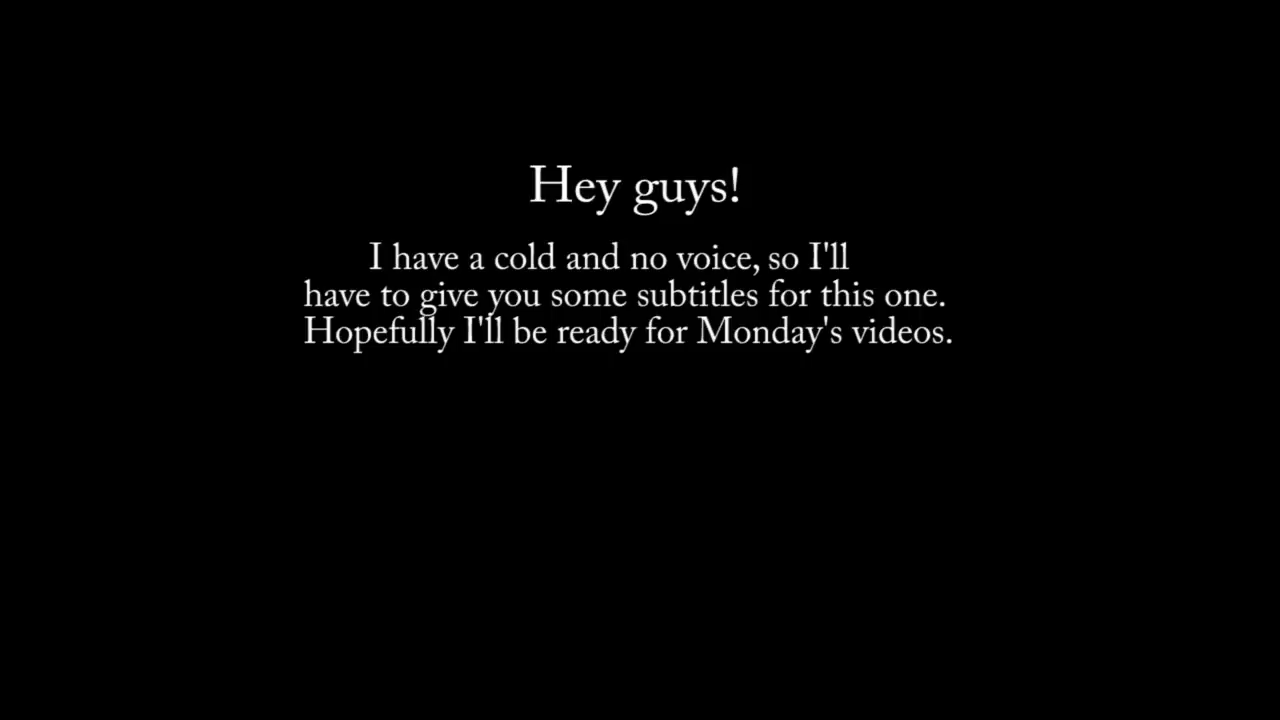 Hey guys!
I have a cold and no voice, so I'll
have to give you some subtitles for this one.
Hopefully I'll be ready for Monday's videos.